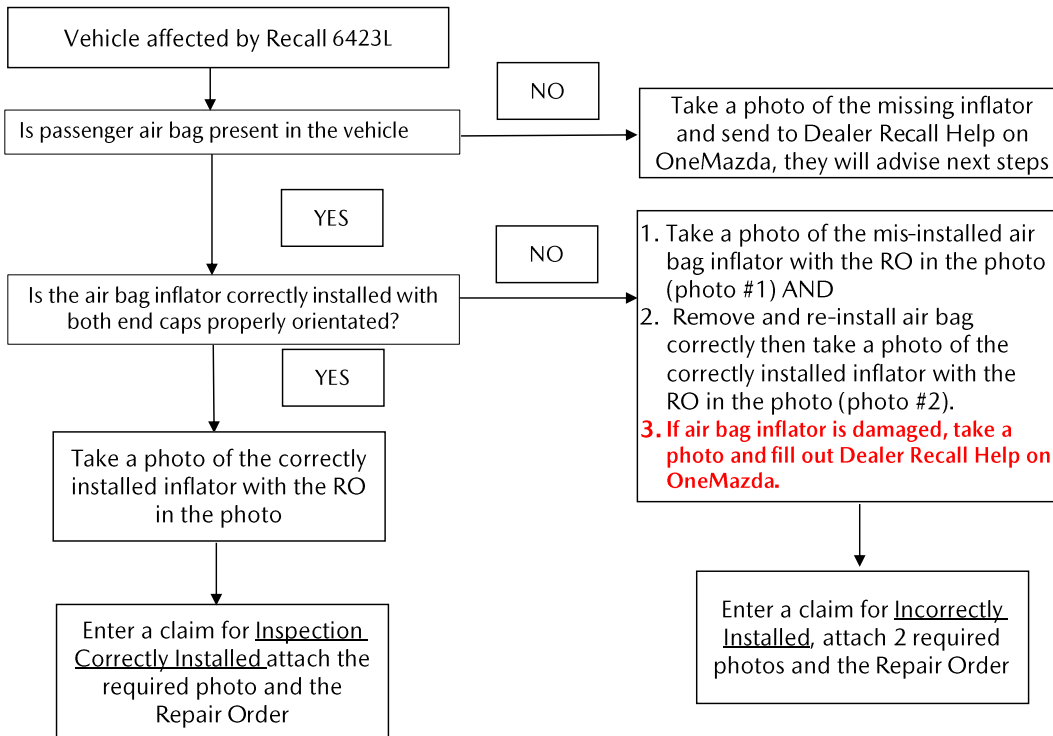 Vehicle affected by Recall 6423L
NO
Is passenger air bag present in the vehicle
Take a photo of the missing inflator
and send to Dealer Recall Help on
OneMazda, they will advise next steps
YES
NO
Is the air bag inflator correctly installed with
both end caps properly orientated?
1. Take a photo of the mis-installed air
bag inflator with the RO in the photo
(photo #1) AND
2. Remove and re-install air bag
correctly then take a photo of the
correctly installed inflator with the
RO in the photo (photo #2).
3. If air bag inflator is damaged, take a
photo and fill out Dealer Recall Help on
OneMazda.
YES
Take a photo of the correctly
installed inflator with the RO
in the photo
Enter a claim for Inspection
Correctly Installed attach the
required photo and the
Repair Order
Enter a claim for Incorrectly
Installed, attach 2 required
photos and the Repair Order